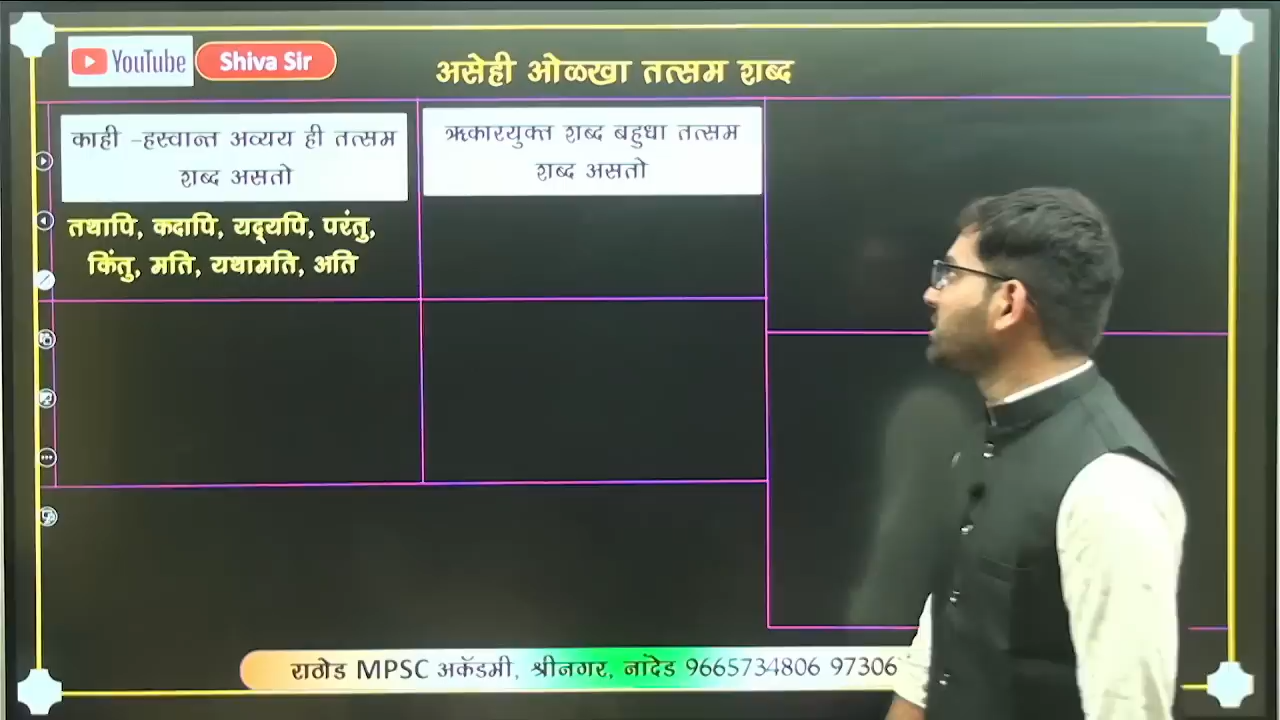 YouTube
Shiva Sir
असेही ओळखा तत्सम शब्द
काही -हस्वान्त अव्यय ही तत्सम
शब्द असतो
ऋकारयुक्त शब्द बहुधा तत्सम
शब्द असतो
तथापि, कदापि, यद्यपि, परंतु,
किंतु, मति, यथामति, अति
राठोड MPSC अकॅडमी, श्रीनगर, नांदेड 9665734806 97306